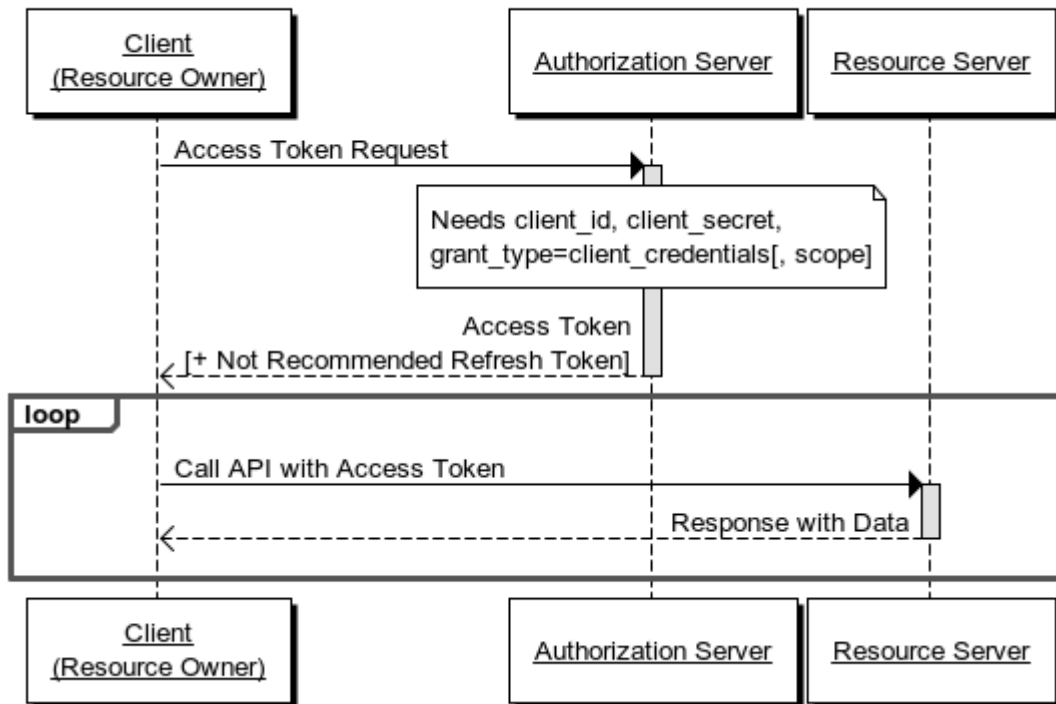 Client
(Resource Owner)
Authorization Server
Resource Server
Access Token Request
Needs client_id, client_secret,
grant_type=client_credentials[, scope]
Access Token
[+ Not Recommended Refresh Token]
loop
Call API with Access Token
Response with Data
Client
(Resource Owner)
Authorization Server
Resource Server